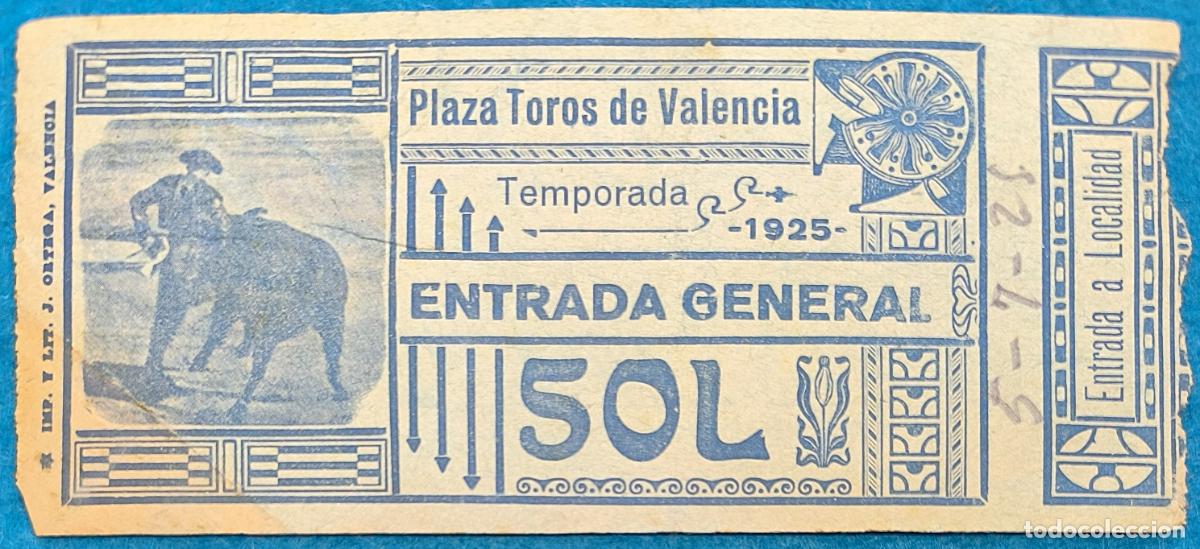 * IMP. Y LIT. J. ORTEGA, VALENCIA
Plaza Toros de Valencia
Temporada
-1925-
ENTRADA GENERAL
SOL
5-7-25
Entrada a Localidad
todocoleccion